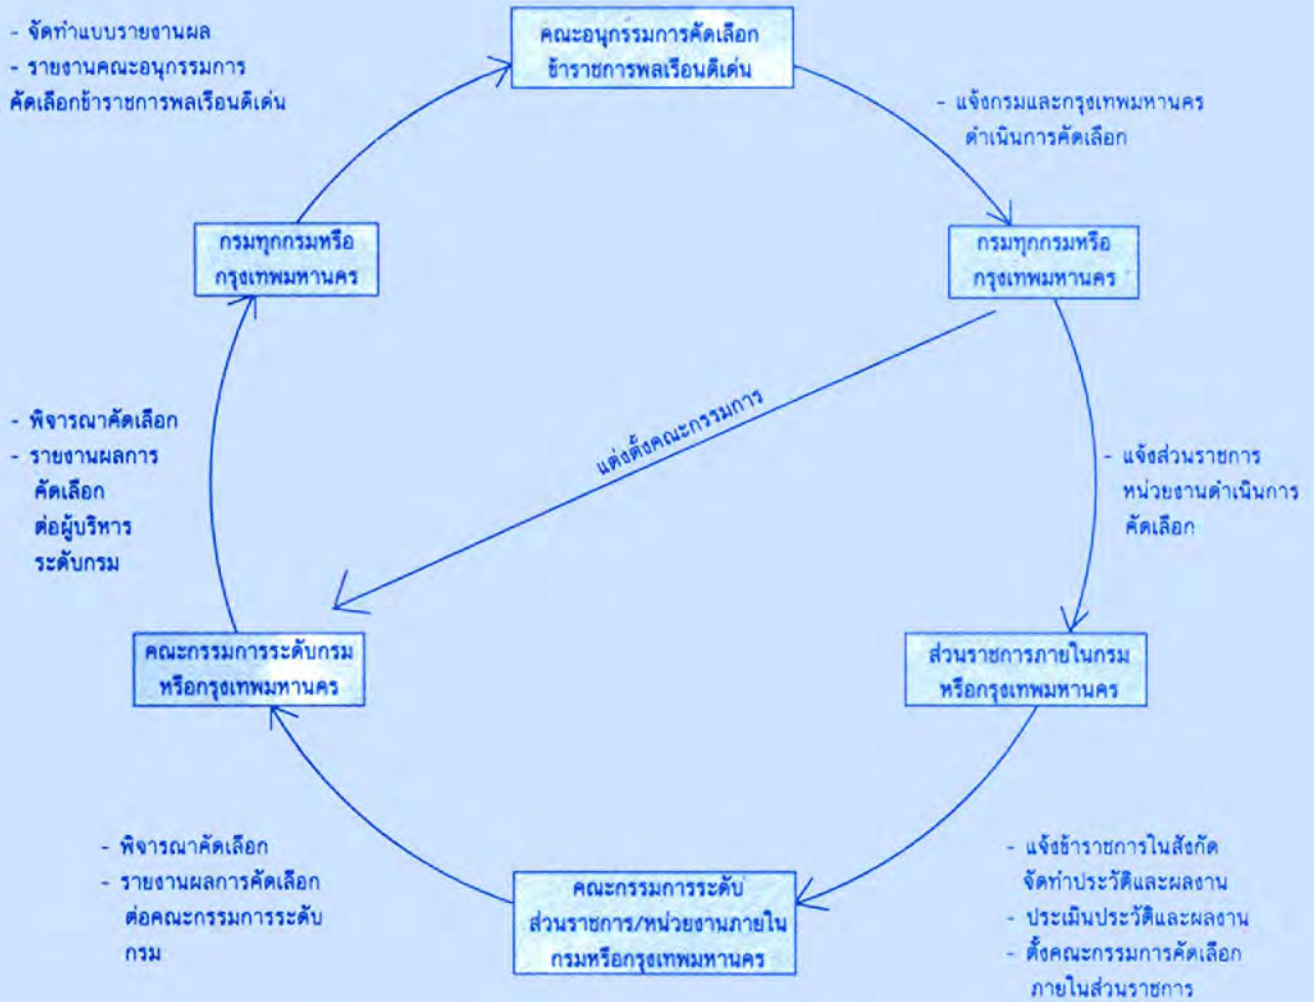 - จัดทำแบบรายงานผล
- รายงานคณะอนุกรรมการ
คัดเลือกข้าราชการพลเรือนดีเด่น
คณะอนุกรรมการคัดเลือก
ข้าราชการพลเรือนดีเด่น
- แจ้งกรมและกรุงเทพมหานคร
ดำเนินการคัดเลือก
กรมทุกกรมหรือ
กรุงเทพมหานคร
กรมทุกกรมหรือ
กรุงเทพมหานคร
แต่งตั้งคณะกรรมการ
- พิจารณาคัดเลือก
- รายงานผลการ
คัดเลือก
ต่อผู้บริหาร
ระดับกรม
- แจ้งส่วนราชการ
หน่วยงานดำเนินการ
คัดเลือก
คณะกรรมการระดับกรม
หรือกรุงเทพมหานคร
ส่วนราชการภายในกรม
หรือกรุงเทพมหานคร
- พิจารณาคัดเลือก
- รายงานผลการคัดเลือก
ต่อคณะกรรมการระดับ
กรม
คณะกรรมการระดับ
ส่วนราชการ/หน่วยงานภายใน
กรมหรือกรุงเทพมหานคร
- แจ้งข้าราชการในสังกัด
จัดทำประวัติและผลงาน
- ประเมินประวัติและผลงาน
- ตั้งคณะกรรมการคัดเลือก
ภายในส่วนราชการ